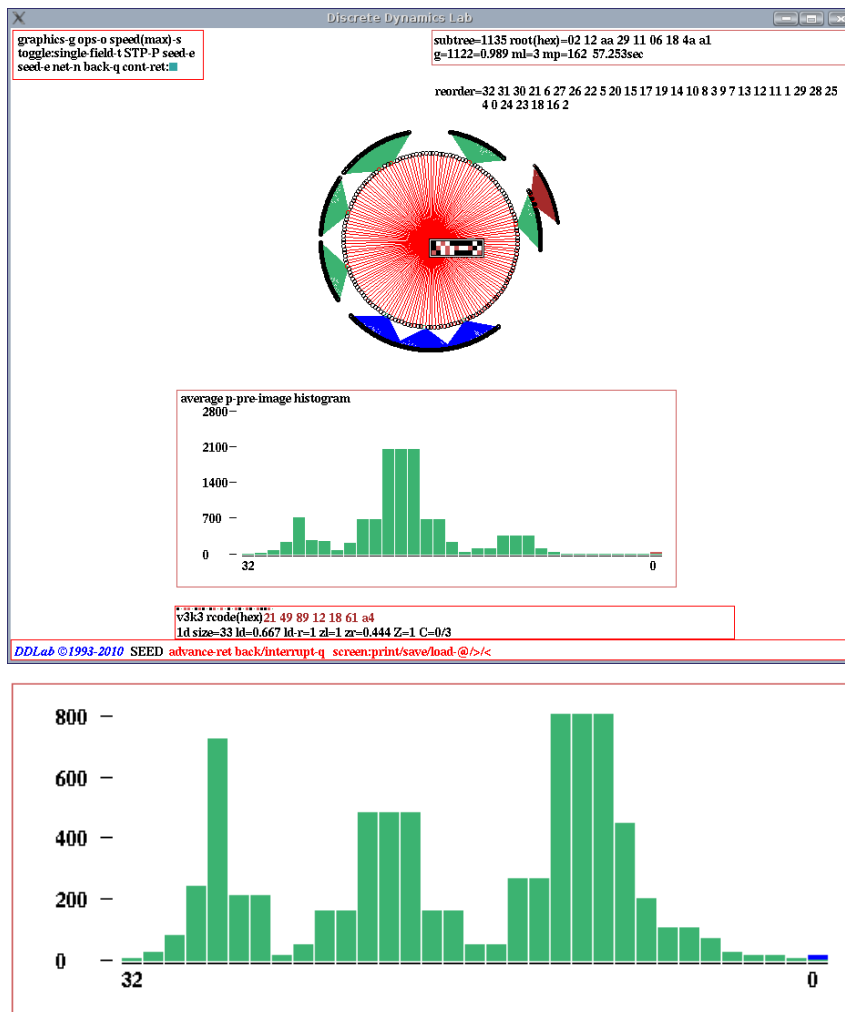 Discrete Dynamics Lab
graphics-g ops-o speed(max)-s
toggle:single-field-t STP-P seed-e
seed-e net-n back-q cont-ret:
subtree=1135 root(hex)=02 12 aa 29 11 06 18 4a a1
g=1122=0.989 ml=3 mp=162 57.253sec
reorder=32 31 30 21 6 27 26 22 5 20 15 17 19 14 10 8 3 9 7 13 12 11 1 29 28 25
4 0 24 23 18 16 2
average p-pre-image histogram
2800
2100
1400
700
0
32 0
v3k3 rcode(hex)21 49 89 12 18 61 a4
1d size=33 ld=0.667 ld-r=1 zl=1 zr=0.444 Z=1 C=0/3
DDLab ©1993-2010 SEED advance-ret back/interrupt-q screen:print/save/load-@/>/<
800
600
400
200
0
32 0